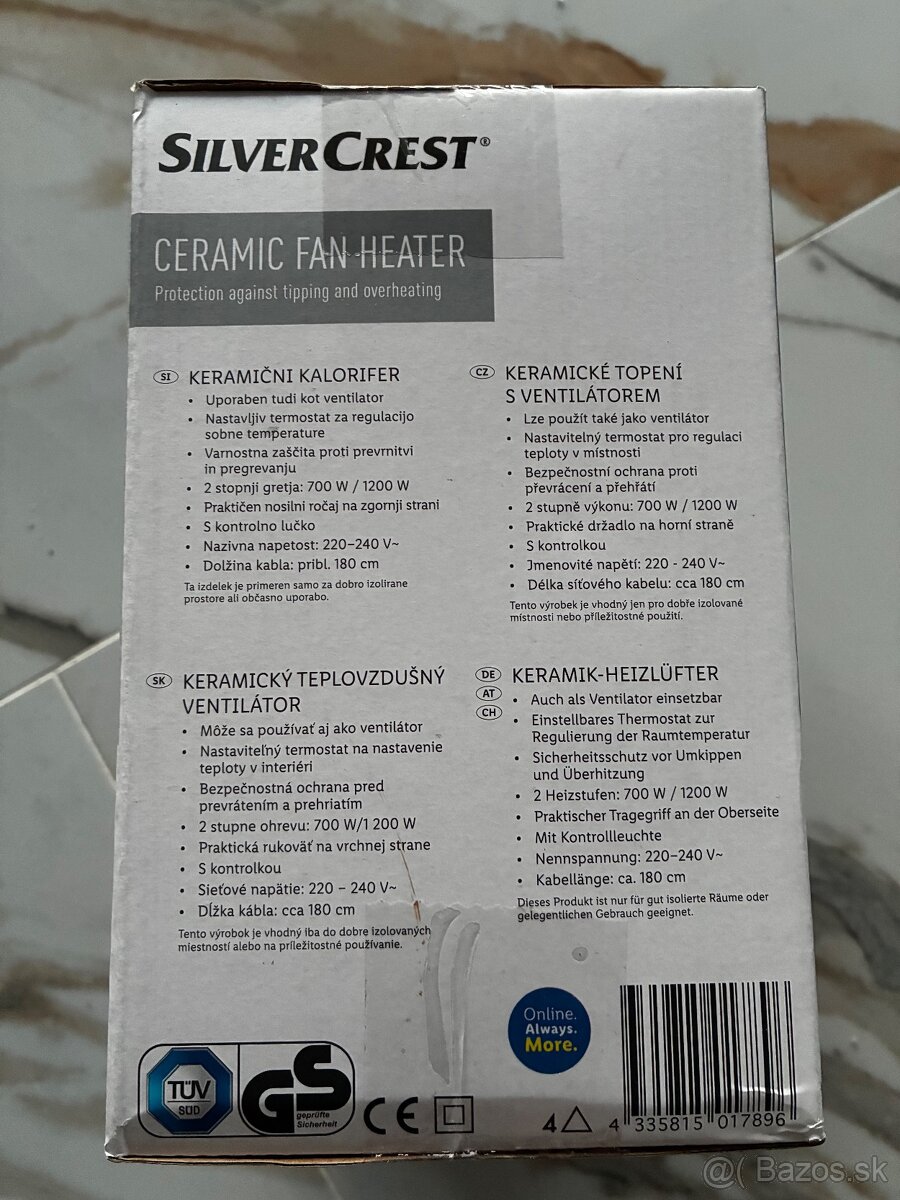 SILVERCREST®
CERAMIC FAN HEATER
Protection against tipping and overheating
SI KERAMIČNI KALORIFER
• Uporaben tudi kot ventilator
• Nastavljiv termostat za regulacijo
sobne temperature
• Varnostna zaščita proti prevrnitvi
in pregrevanju
• 2 stopnji gretja: 700 W / 1200 W
• Praktičen nosilni ročaj na zgornji strani
• S kontrolno lučko
• Nazivna napetost: 220–240 V~
• Dolžina kabla: pribl. 180 cm
Ta izdelek je primeren samo za dobro izolirane
prostore ali občasno uporabo.
CZ KERAMICKÉ TOPENÍ
S VENTILÁTOREM
• Lze použít také jako ventilátor
• Nastavitelný termostat pro regulaci
teploty v místnosti
• Bezpečnostní ochrana proti
převrácení a přehřátí
• 2 stupně výkonu: 700 W / 1200 W
• Praktické držadlo na horní straně
• S kontrolkou
• Jmenovité napětí: 220 - 240 V~
• Délka síťového kabelu: cca 180 cm
Tento výrobek je vhodný jen pro dobře izolované
místnosti nebo příležitostné použití.
SK KERAMICKÝ TEPLOVZDUŠNÝ
VENTILÁTOR
• Môže sa používať aj ako ventilátor
• Nastaviteľný termostat na nastavenie
teploty v interiéri
• Bezpečnostná ochrana pred
prevrátením a prehriatím
• 2 stupne ohrevu: 700 W/1 200 W
• Praktická rukoväť na vrchnej strane
• S kontrolkou
• Sieťové napätie: 220 – 240 V~
• Dĺžka kábla: cca 180 cm
Tento výrobok je vhodný iba do dobre izolovaných
miestností alebo na príležitostné používanie.
DE AT CH KERAMIK-HEIZLÜFTER
• Auch als Ventilator einsetzbar
• Einstellbares Thermostat zur
Regulierung der Raumtemperatur
• Sicherheitsschutz vor Umkippen
und Überhitzung
• 2 Heizstufen: 700 W / 1200 W
• Praktischer Tragegriff an der Oberseite
• Mit Kontrollleuchte
• Nennspannung: 220–240 V~
• Kabellänge: ca. 180 cm
Dieses Produkt ist nur für gut isolierte Räume oder
gelegentlichen Gebrauch geeignet.
Online.
Always.
More.
TÜV
SÜD
GS
geprüfte
Sicherheit
CE
4
4 335815 017896
@( Bazos.sk